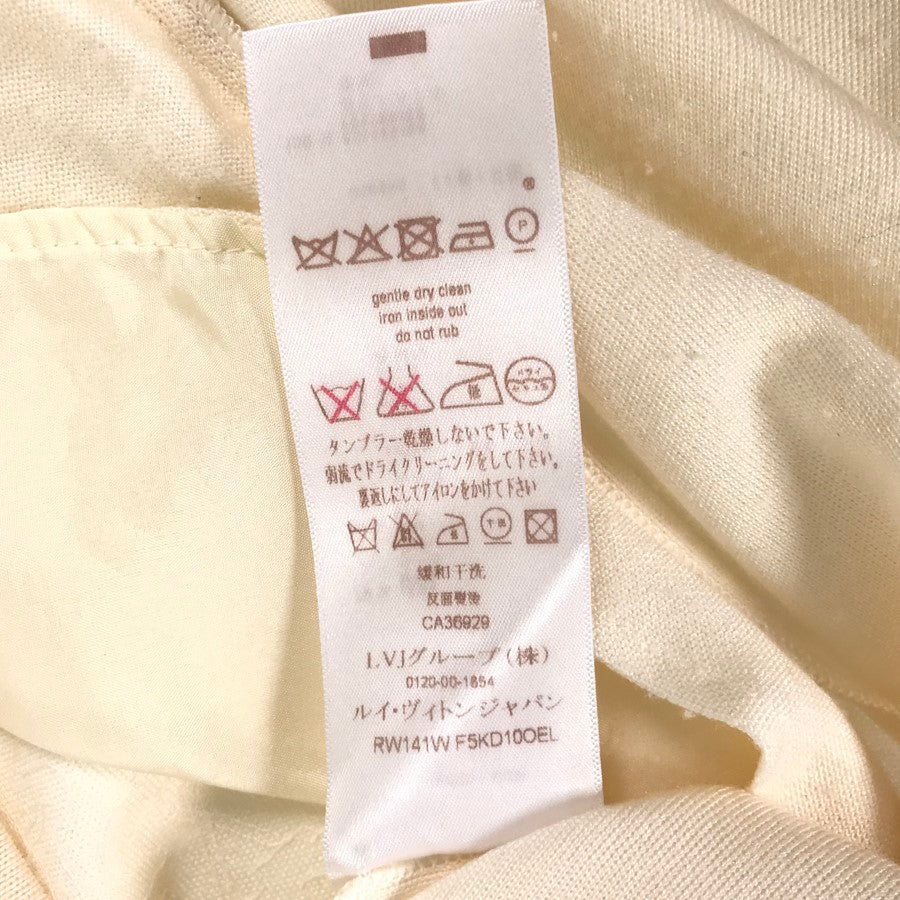 P
gentle dry clean
iron inside out
do not rub
タンブラー乾燥しないで下さい。
弱流でドライクリーニングをして下さい。
裏返しにしてアイロンをかけて下さい
缓和干洗
反面熨烫
CA36929
LVJグループ(株)
0120-00-1854
ルイ・ヴィトン ジャパン
RW141W F5KD10OEL